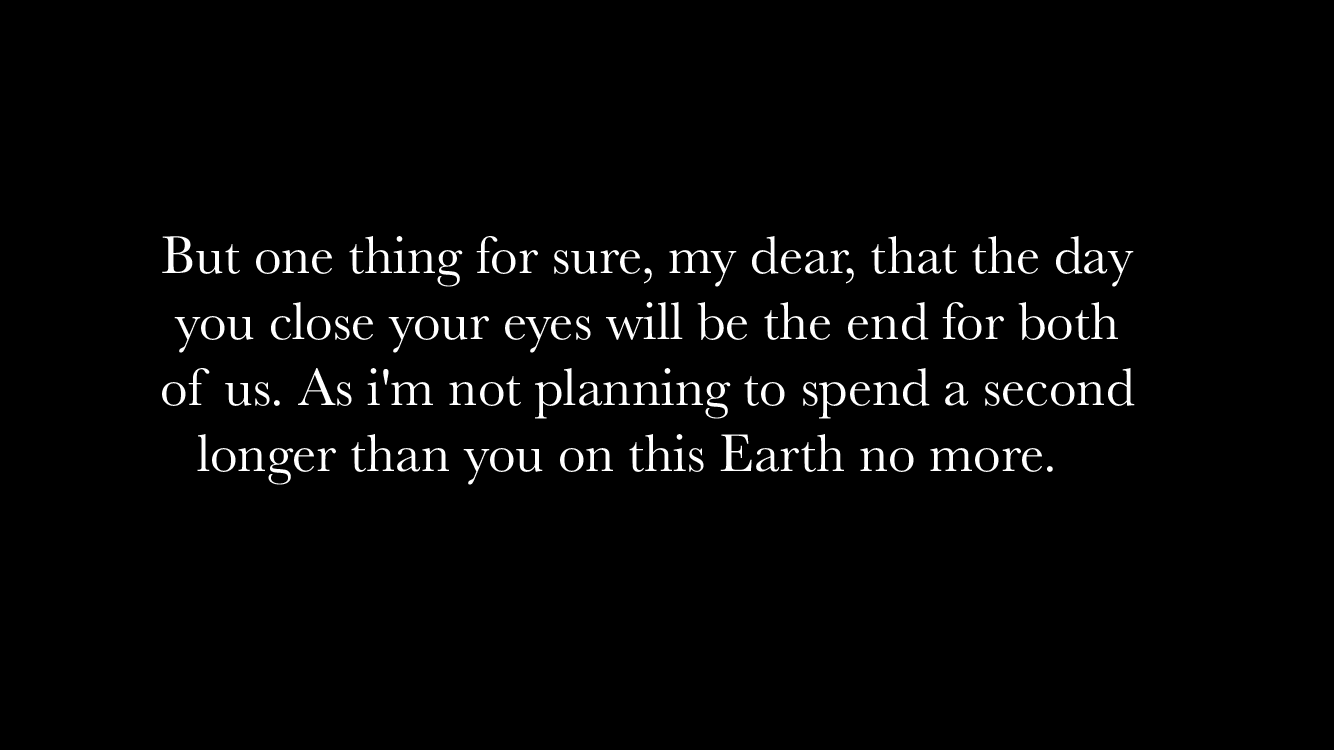 But one thing for sure, my dear, that the day
you close your eyes will be the end for both
of us. As i'm not planning to spend a second
longer than you on this Earth no more.